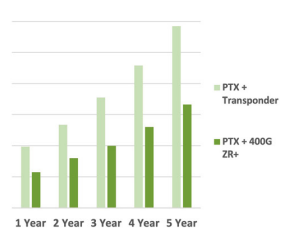 PTX +
Transponder
PTX + 400G
ZR+
1 Year 2 Year 3 Year 4 Year 5 Year